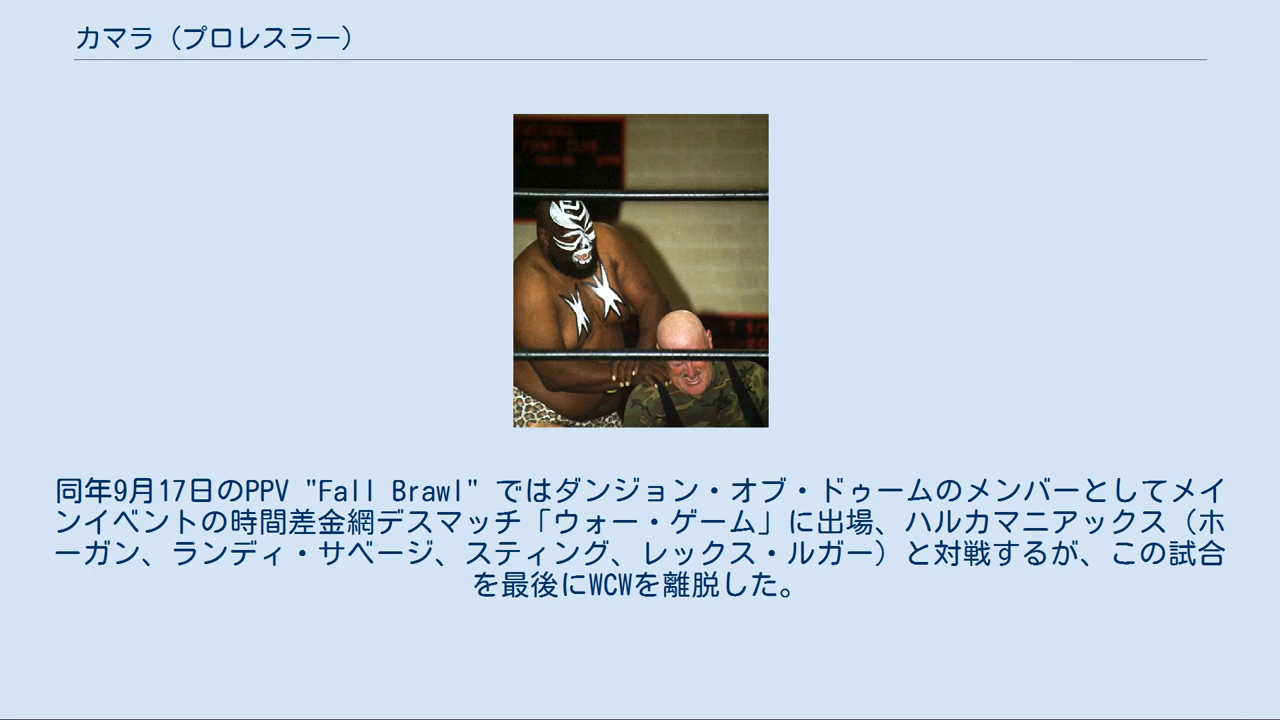 カマラ（プロレスラー）
同年9月17日のPPV "Fall Brawl" ではダンジョン・オブ・ドゥームのメンバーとしてメイ
ンイベントの時間差金網デスマッチ「ウォー・ゲーム」に出場、ハルカマニアックス（ホ
ーガン、ランディ・サベージ、スティング、レックス・ルガー）と対戦するが、この試合
を最後にWCWを離脱した。